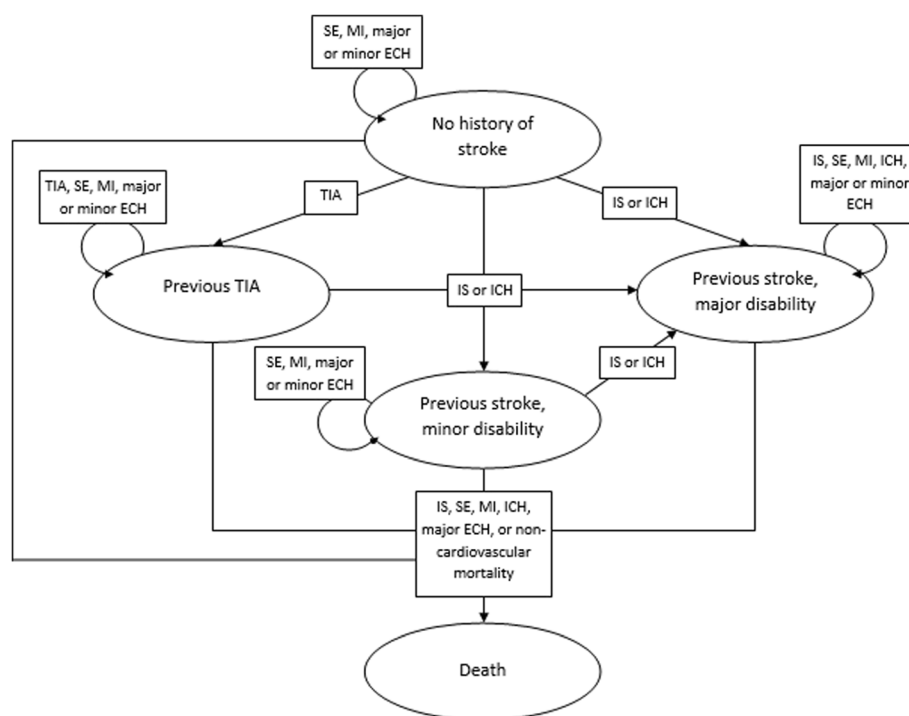 SE, MI, major
or minor ECH
No history of
stroke
TIA, SE, MI, major
or minor ECH
TIA
IS or ICH
IS, SE, MI, ICH,
major or minor
ECH
Previous TIA
IS or ICH
Previous stroke,
major disability
SE, MI, major
or minor ECH
IS or ICH
Previous stroke,
minor disability
IS, SE, MI, ICH,
major ECH, or non-
cardiovascular
mortality
Death